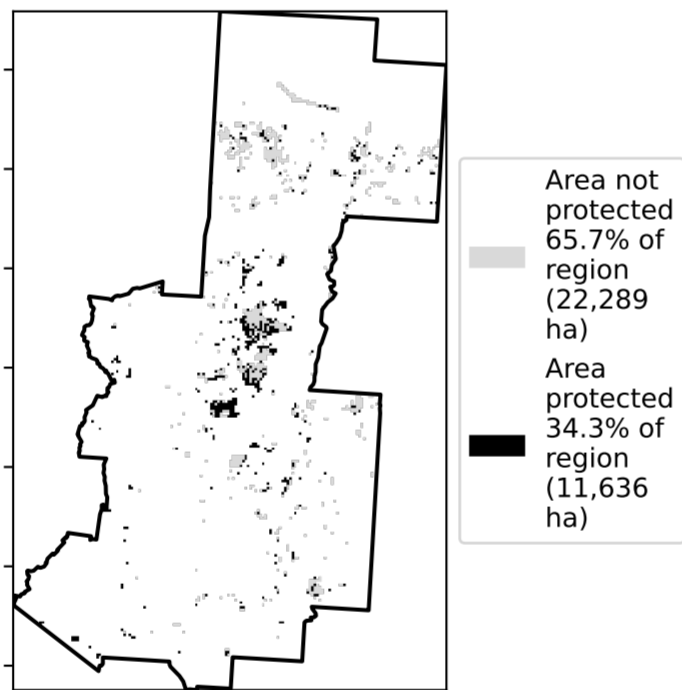 Area not
protected
65.7% of
region
(22,289
ha)
Area
protected
34.3% of
region
(11,636
ha)